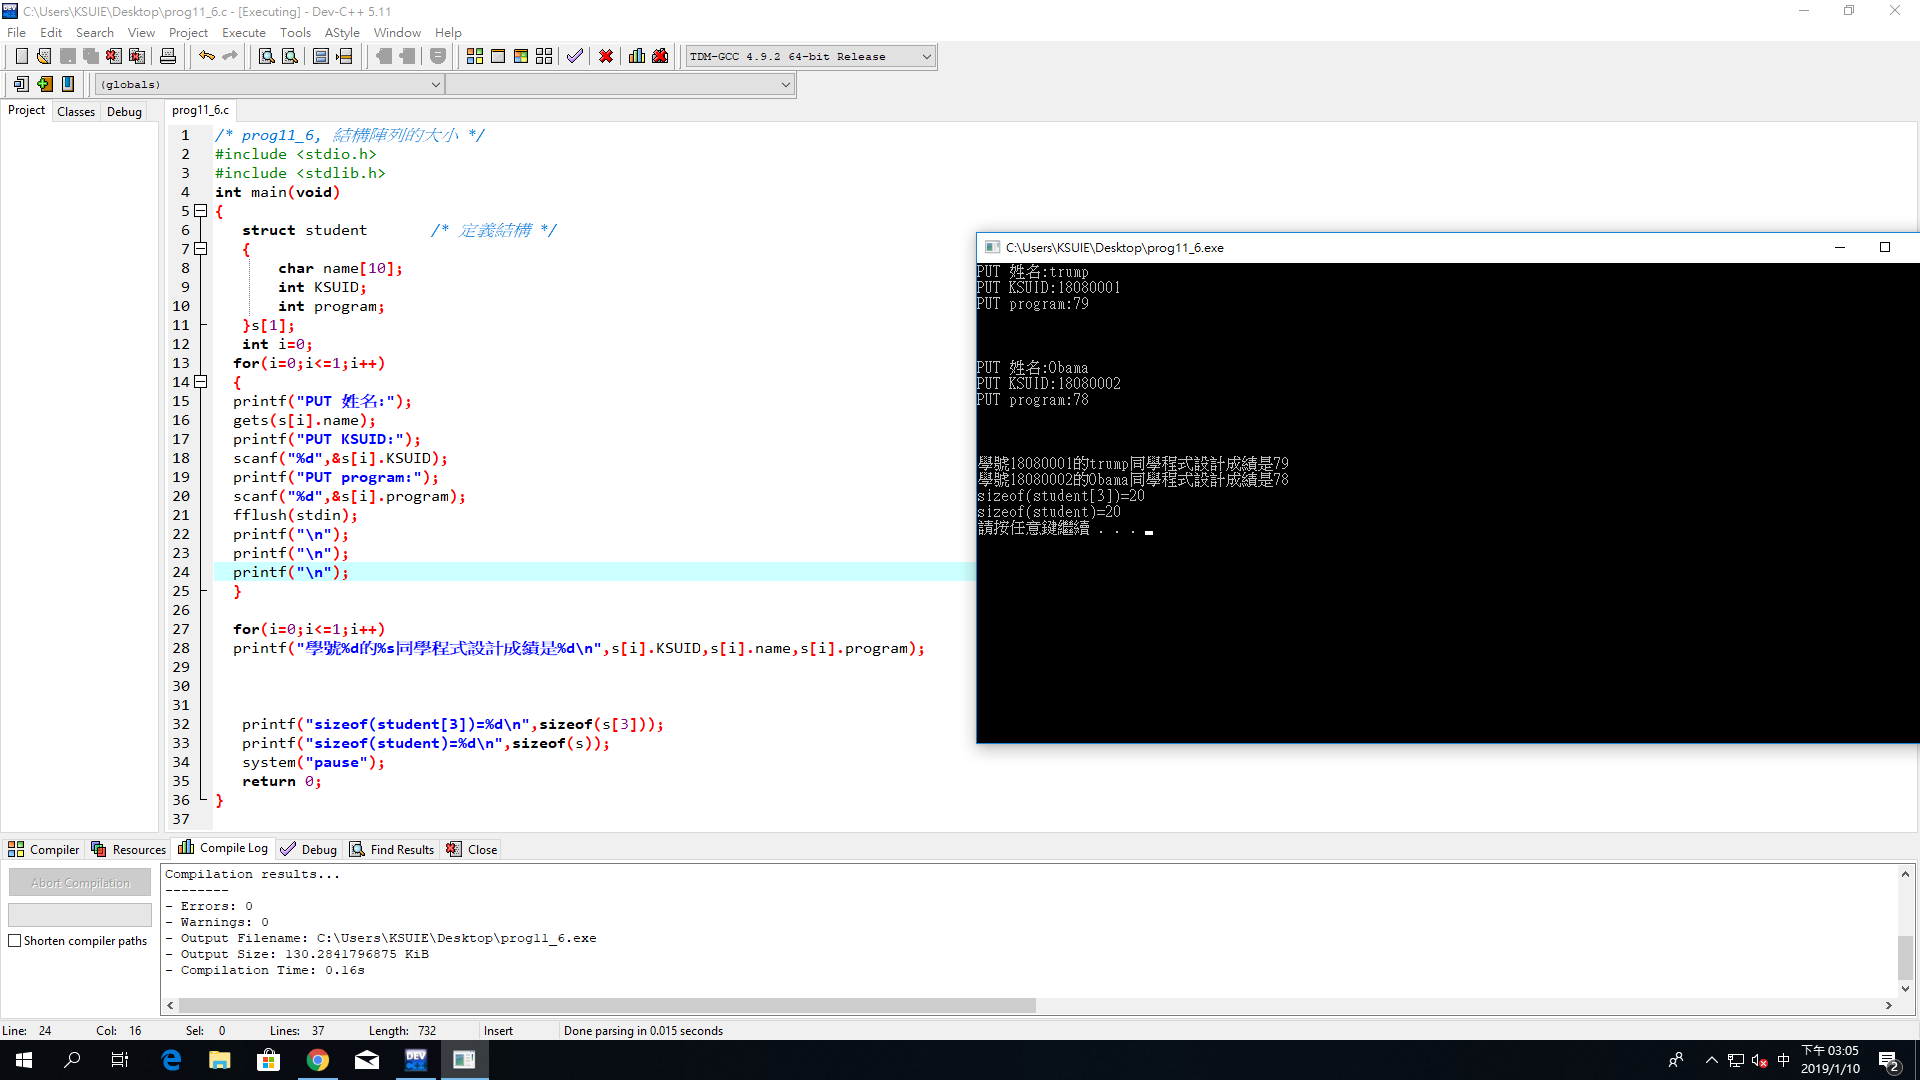 C:\Users\KSUIE\Desktop\prog11_6.c - [Executing] - Dev-C++ 5.11
File Edit Search View Project Execute Tools AStyle Window Help
TDM-GCC 4.9.2 64-bit Release
(globals)
Project Classes Debug
prog11_6.c
1 /* prog11_6, 結構陣列的大小 */
2 #include <stdio.h>
3 #include <stdlib.h>
4 int main(void)
5 {
6 struct student /* 定義結構 */
7 {
8 char name[10];
9 int KSUID;
10 int program;
11 }s[1];
12 int i=0;
13 for(i=0;i<=1;i++)
14 {
15 printf("PUT 姓名:");
16 gets(s[i].name);
17 printf("PUT KSUID:");
18 scanf("%d",&s[i].KSUID);
19 printf("PUT program:");
20 scanf("%d",&s[i].program);
21 fflush(stdin);
22 printf("\n");
23 printf("\n");
24 printf("\n");
25 }
26
27 for(i=0;i<=1;i++)
28 printf("學號%d的%s同學程式設計成績是%d\n",s[i].KSUID,s[i].name,s[i].program);
29
30
31
32 printf("sizeof(student[3])=%d\n",sizeof(s[3]));
33 printf("sizeof(student)=%d\n",sizeof(s));
34 system("pause");
35 return 0;
36 }
37
C:\Users\KSUIE\Desktop\prog11_6.exe
PUT 姓名:trump
PUT KSUID:18080001
PUT program:79
PUT 姓名:Obama
PUT KSUID:18080002
PUT program:78
學號18080001的trump同學程式設計成績是79
學號18080002的Obama同學程式設計成績是78
sizeof(student[3])=20
sizeof(student)=20
請按任意鍵繼續 . . .
Compiler Resources Compile Log Debug Find Results Close
Abort Compilation
Shorten compiler paths
Compilation results...
--------
- Errors: 0
- Warnings: 0
- Output Filename: C:\Users\KSUIE\Desktop\prog11_6.exe
- Output Size: 130.2841796875 KiB
- Compilation Time: 0.16s
Line: 24 Col: 16 Sel: 0 Lines: 37 Length: 732 Insert Done parsing in 0.015 seconds
DEV
中
下午 03:05
2019/1/10
2